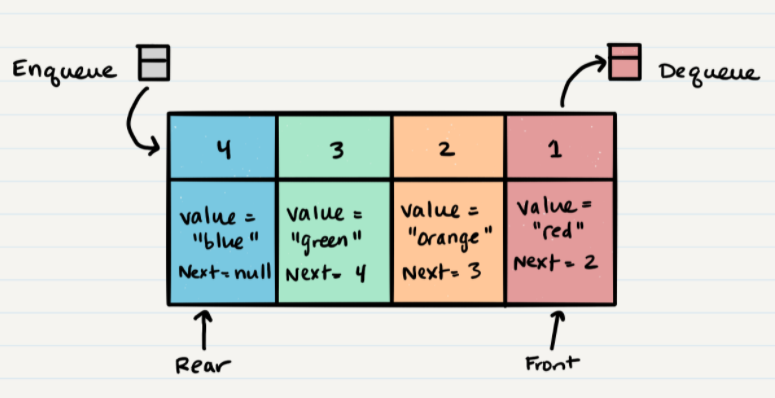 Enqueue
Dequeue
4
3
2
1
value =
"blue"
Next = null
value =
"green"
Next = 4
value =
"orange"
Next = 3
value =
"red"
Next = 2
Rear
Front